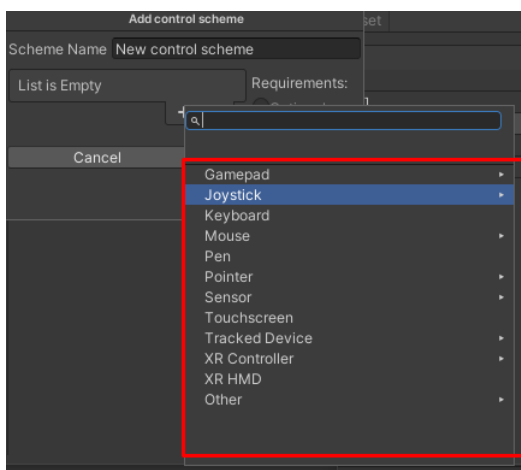 Add control scheme
set
Scheme Name New control scheme
List is Empty
Requirements:
+
Cancel
Gamepad
Joystick
Keyboard
Mouse
Pen
Pointer
Sensor
Touchscreen
Tracked Device
XR Controller
XR HMD
Other